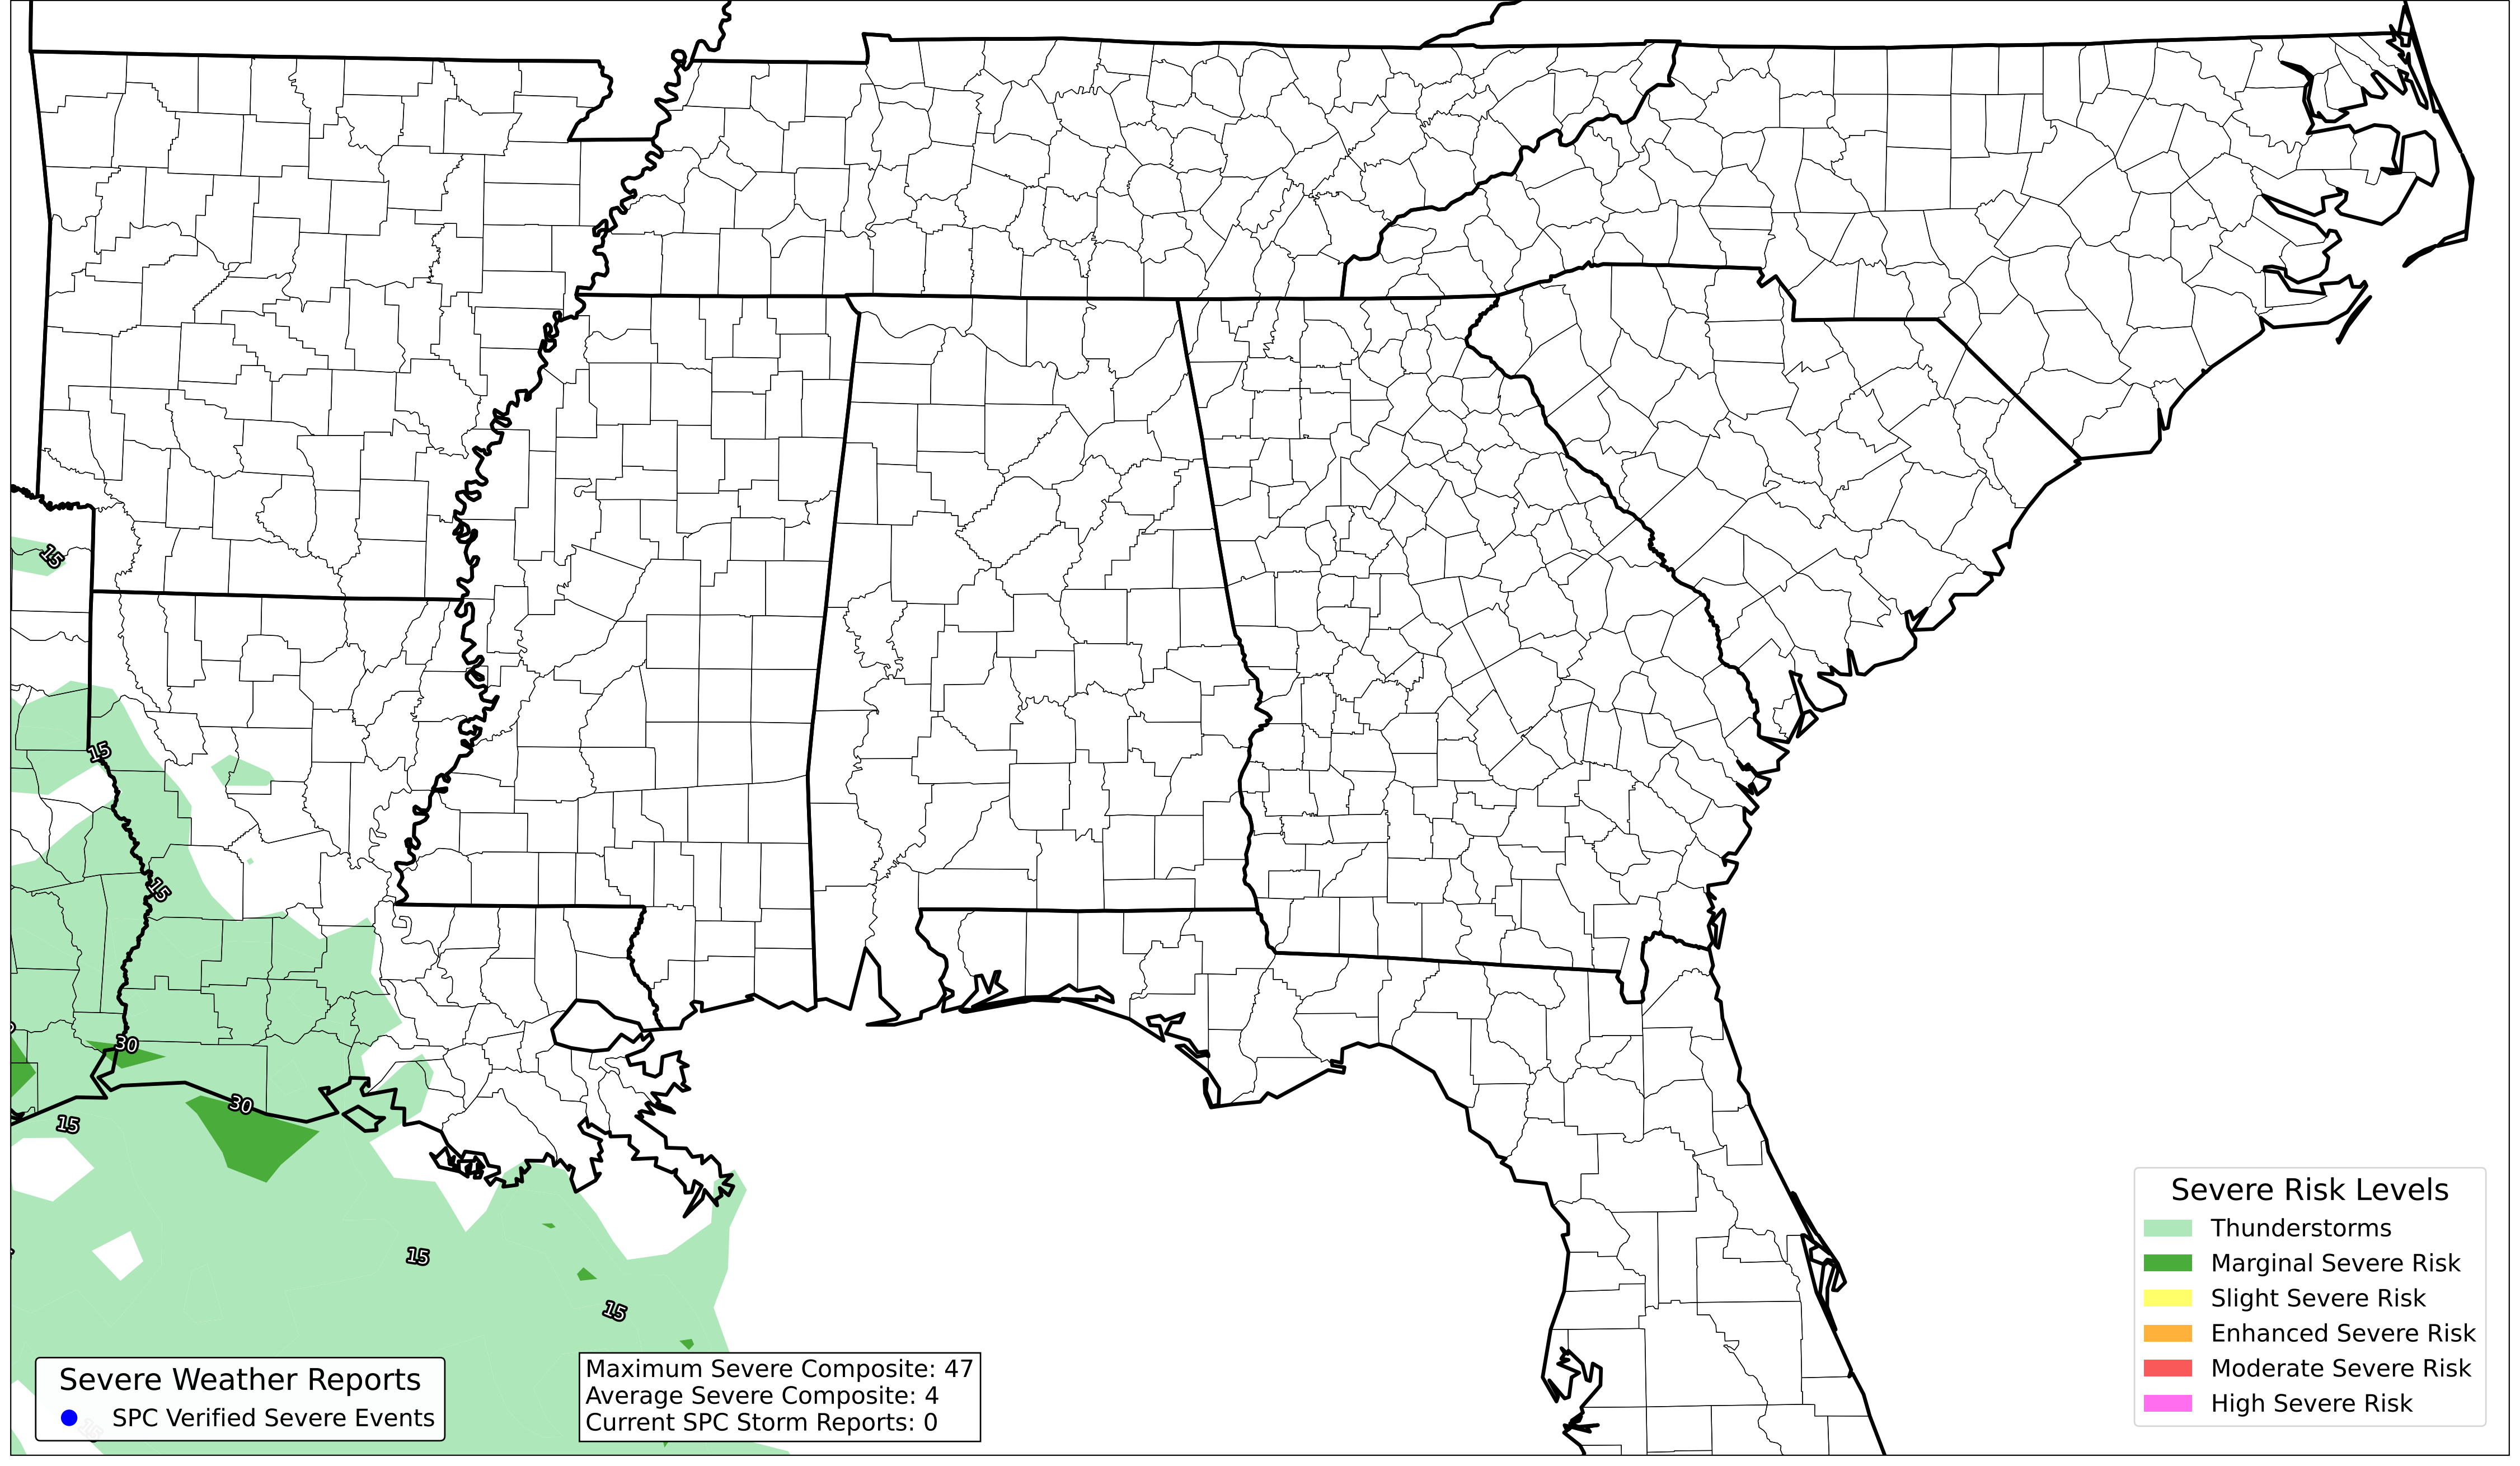 15
15
15
30
30
15
15
15
Severe Risk Levels
Thunderstorms
Marginal Severe Risk
Slight Severe Risk
Enhanced Severe Risk
Moderate Severe Risk
High Severe Risk
Severe Weather Reports
SPC Verified Severe Events
Maximum Severe Composite: 47
Average Severe Composite: 4
Current SPC Storm Reports: 0